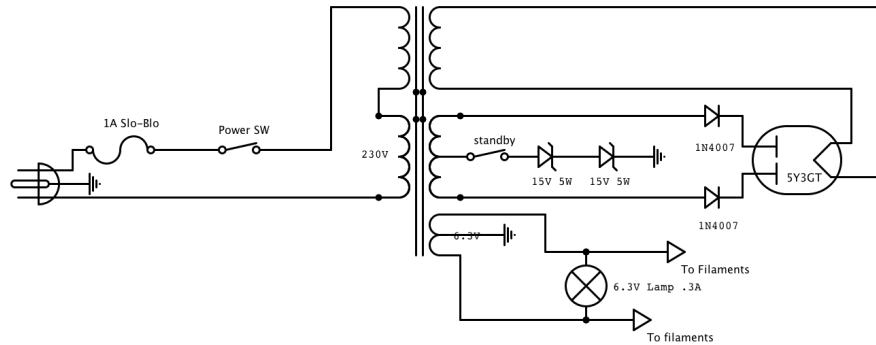 1A Slo-Blo
Power SW
230V
standby
15V 5W
15V 5W
1N4007
5Y3GT
1N4007
6.3V
6.3V Lamp .3A
To Filaments
To filaments